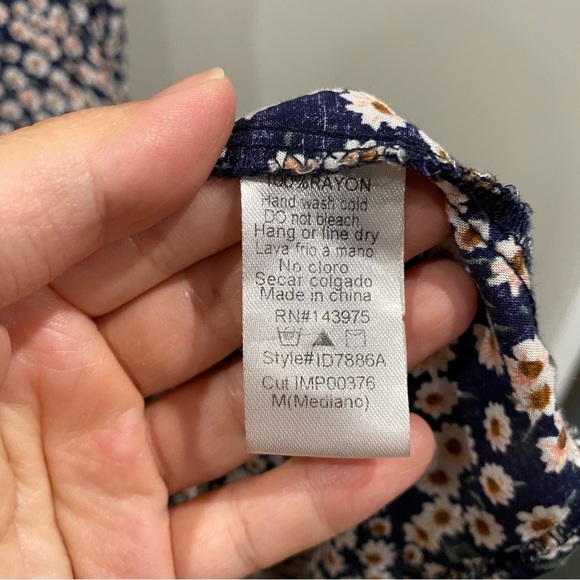 100%RAYON
Hand wash cold
DO not bleach
Hang or line dry
Lava frio a mano
No cloro
Secar colgado
Made in china
RN#143975
Style#ID7886A
Cut IMP00376
M(Mediano)